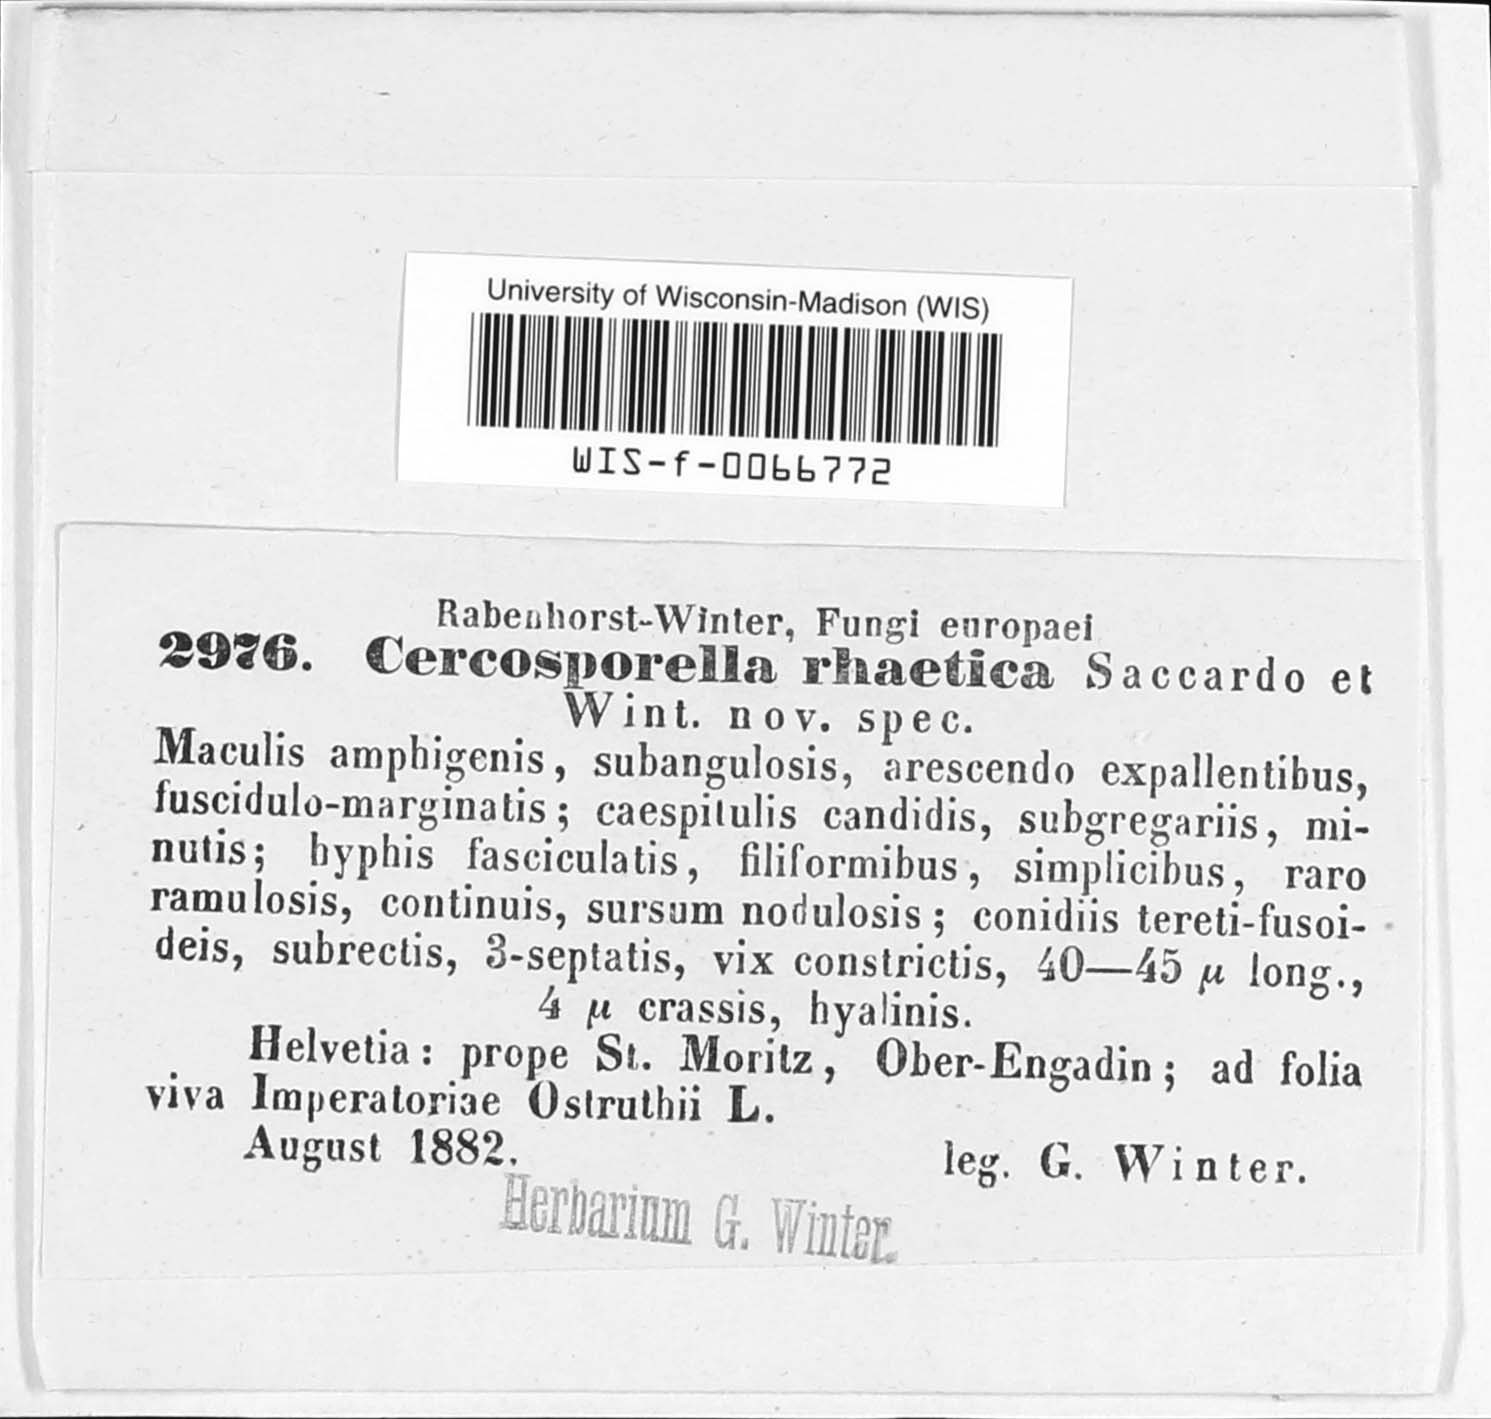 University of Wisconsin-Madison (WIS)
WIS-f-0066772
Rabenhorst-Winter, Fungi europaei
2976. Cercosporella rhaetica Saccardo et
Wint. nov. spec.
Maculis amphigenis, subangulosis, arescendo expallentibus,
fuscidulo-marginatis; caespitulis candidis, subgregariis, mi-
nutis; hyphis fasciculatis, filiformibus, simplicibus, raro
ramulosis, continuis, sursum nodulosis; conidiis tereti-fusoi-
deis, subrectis, 3-septatis, vix constrictis, 40—45 µ long.,
4 µ crassis, hyalinis.
Helvetia: prope St. Moritz, Ober-Engadin; ad folia
viva Imperatoriae Ostruthii L.
August 1882. leg. G. Winter.
Herbarium G. Winter.